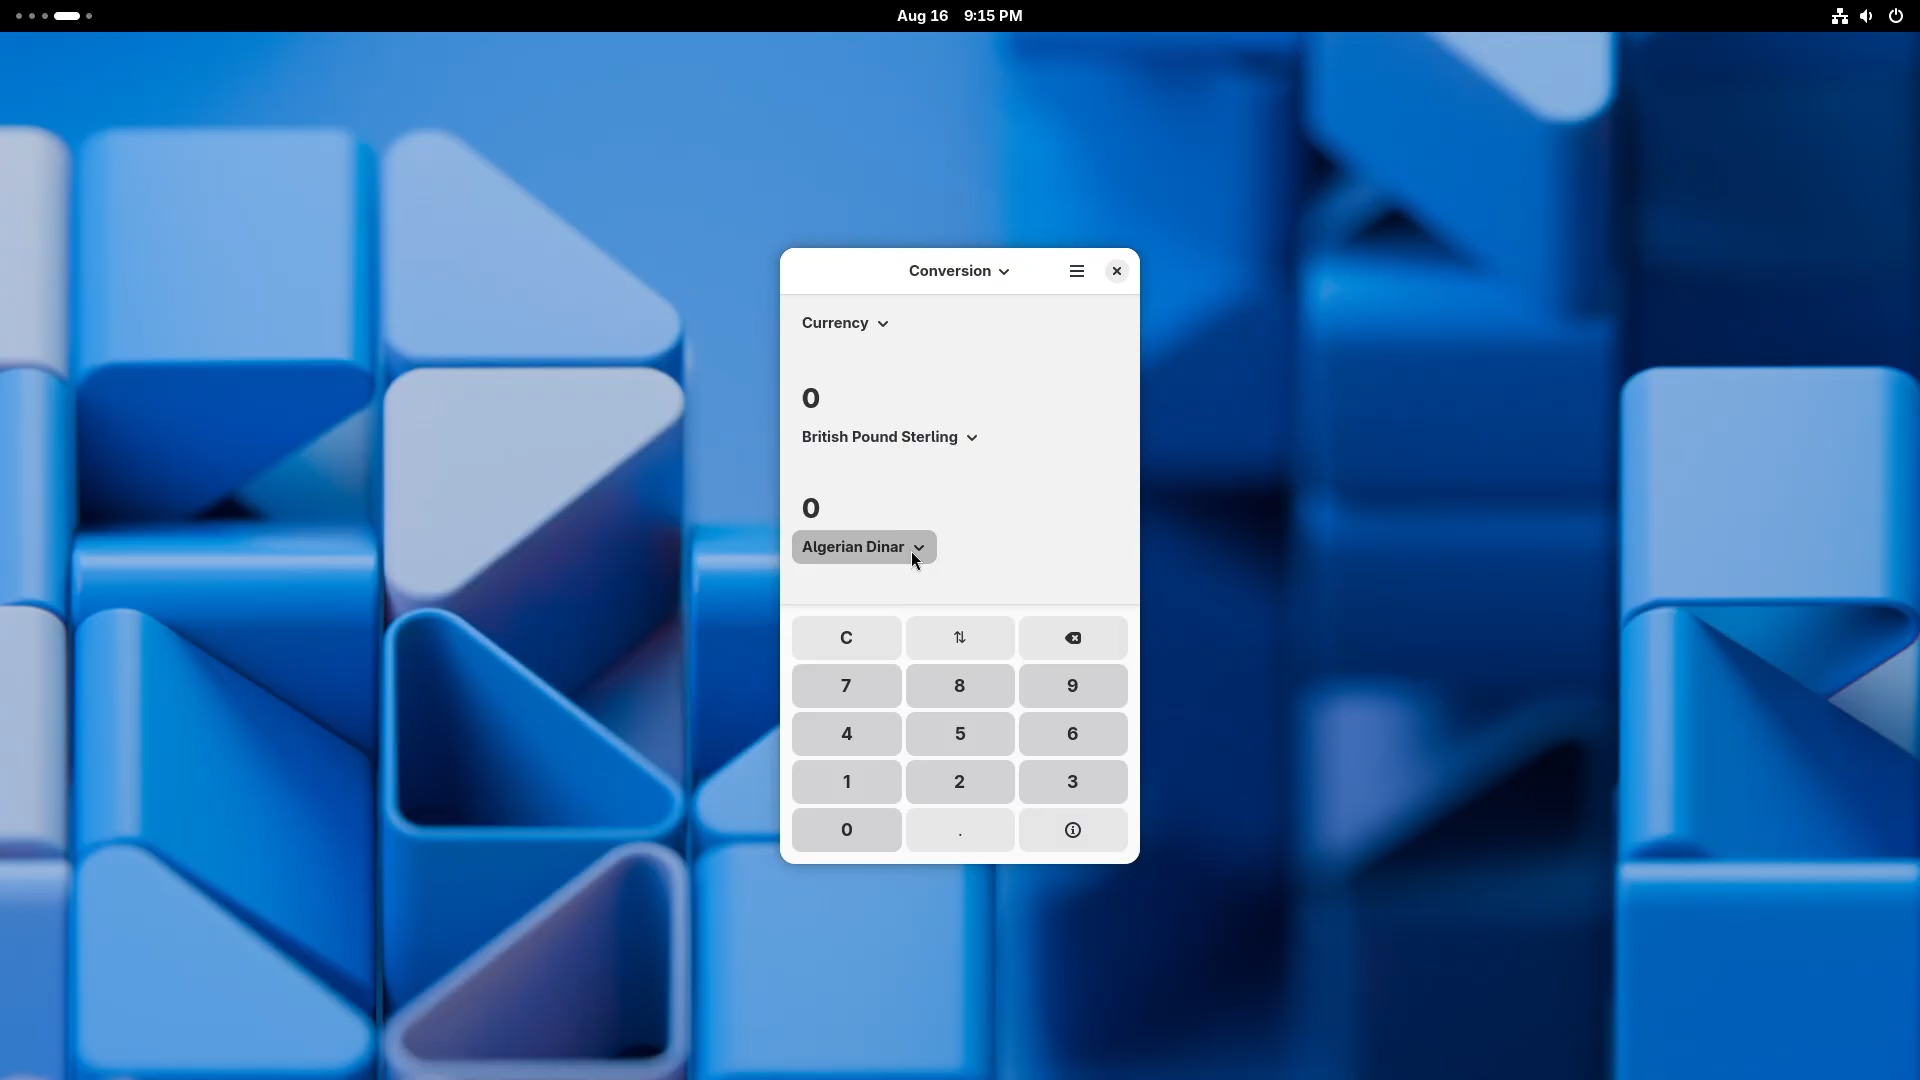 Aug 16 9:15 PM
Conversion
Currency
0
British Pound Sterling
0
Algerian Dinar
C
7 8 9
4 5 6
1 2 3
0 .